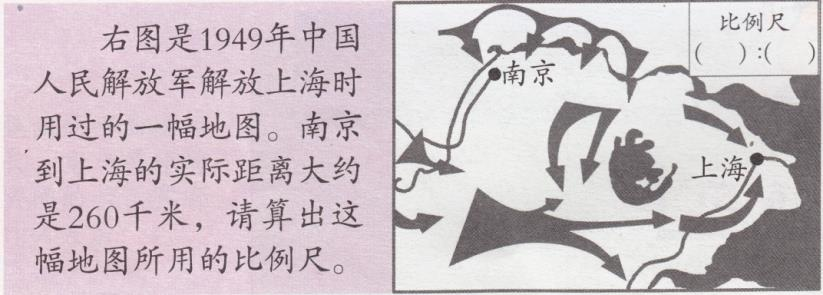 右图是1949年中国
人民解放军解放上海时
用过的一幅地图。南京
到上海的实际距离大约
是260千米，请算出这
幅地图所用的比例尺。
比例尺
(    ):(    )
南京
上海